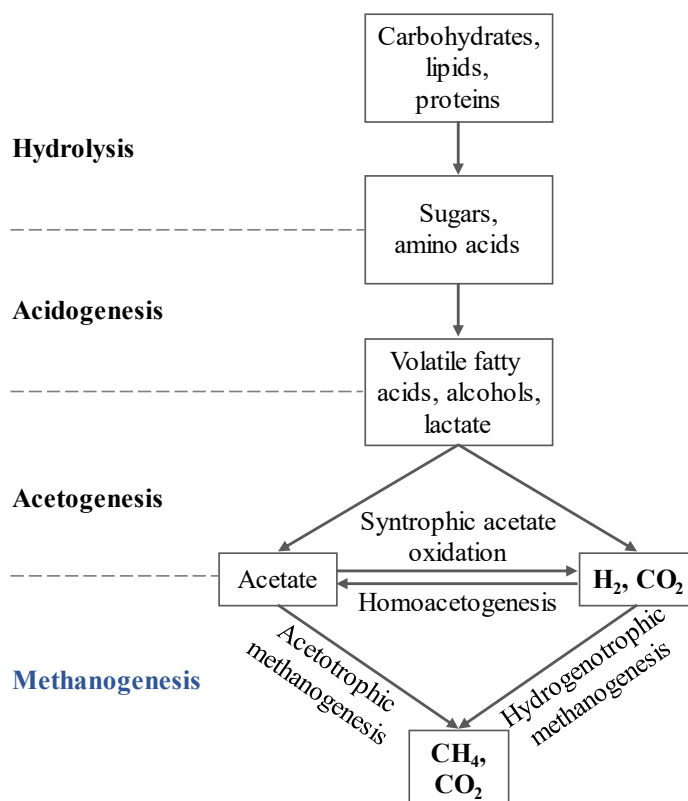 Carbohydrates,
lipids,
proteins
Hydrolysis
Sugars,
amino acids
Acidogenesis
Volatile fatty
acids, alcohols,
lactate
Acetogenesis
Syntrophic acetate
oxidation
Acetate
H₂, CO₂
Homoacetogenesis
Methanogenesis
Acetotrophic
methanogenesis
Hydrogenotrophic
methanogenesis
CH₄,
CO₂